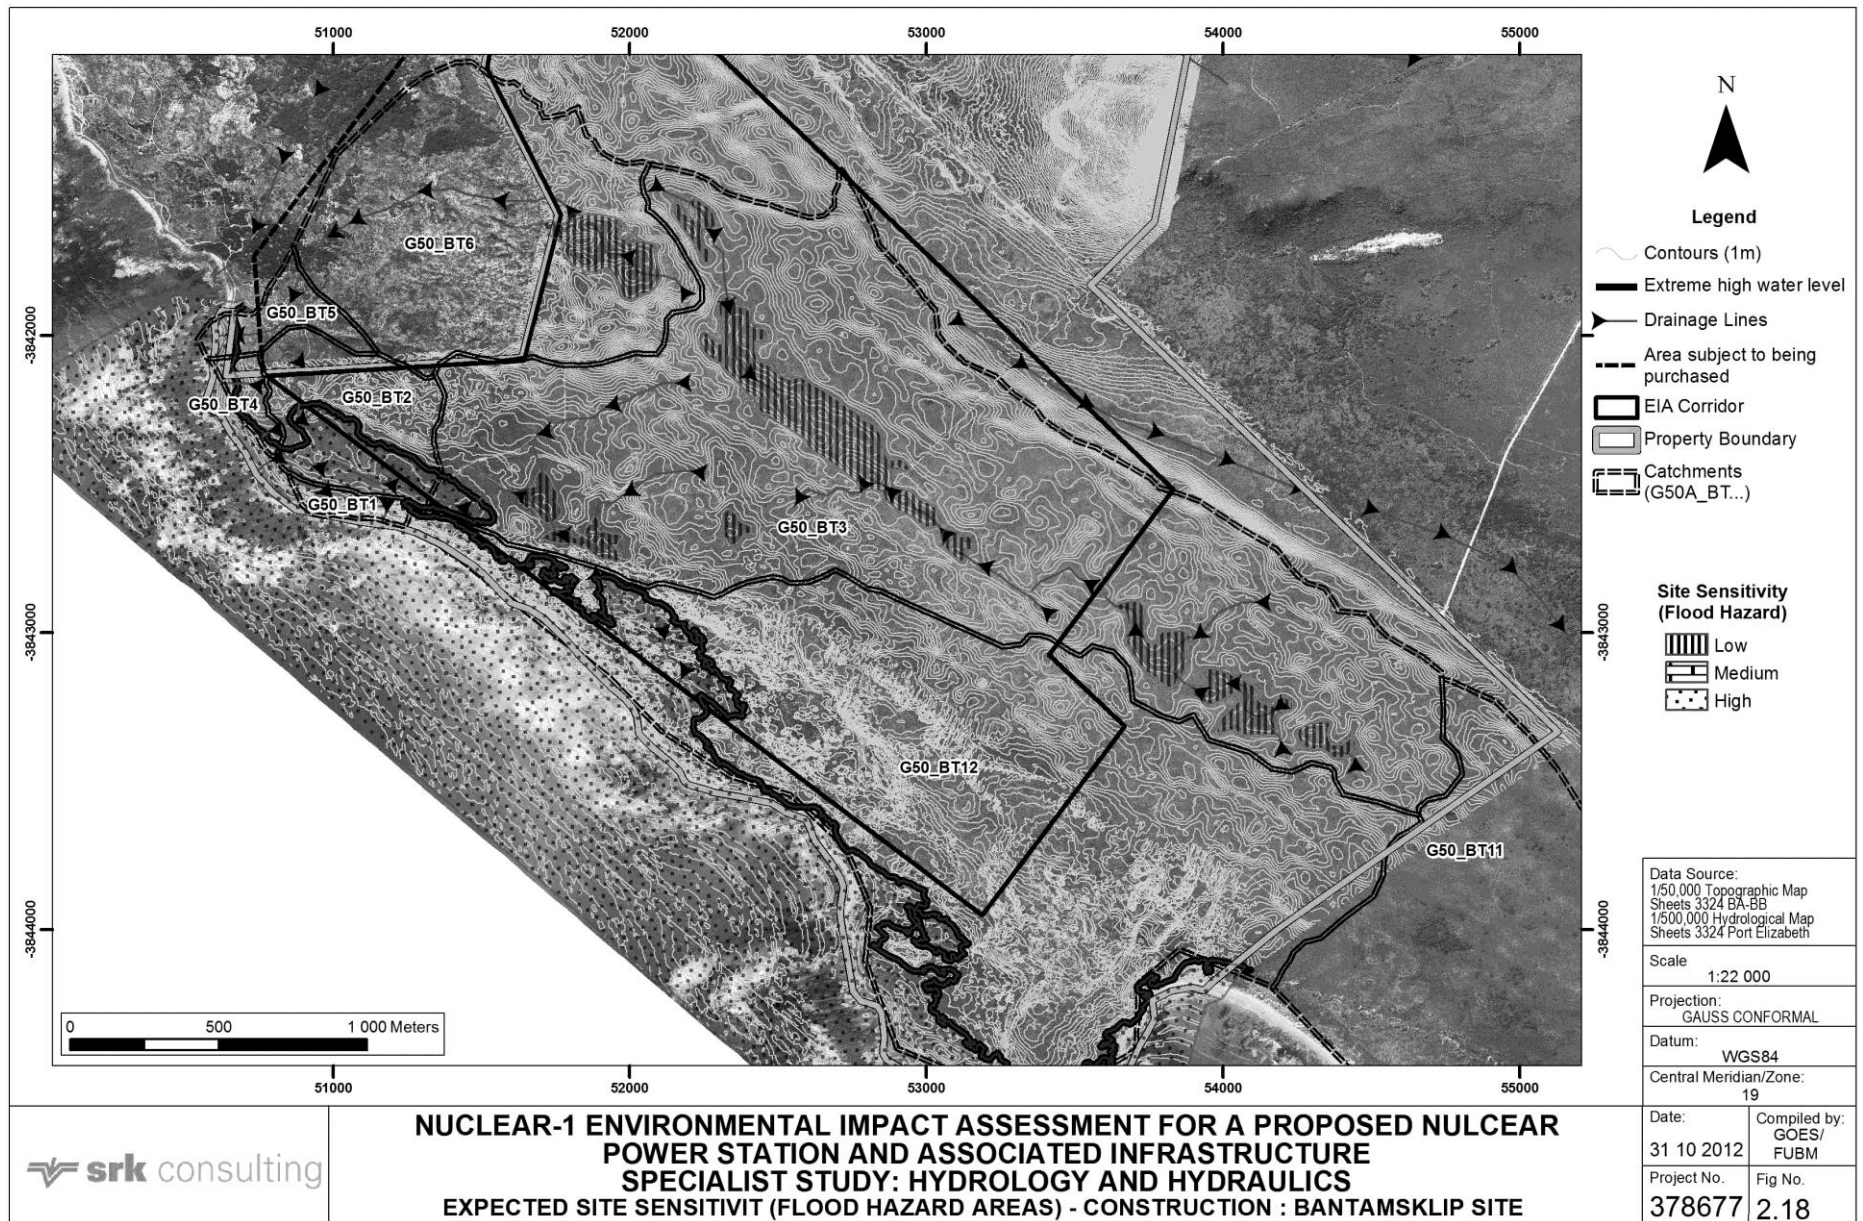 51000
52000
53000
54000
55000
-3842000
-3843000
-3844000
-3842000
-3843000
-3844000
G50_BT6
G50_BT5
G50_BT4
G50_BT2
G50_BT1
G50_BT3
G50_BT12
G50_BT11
0 500 1 000 Meters
51000
52000
53000
54000
55000
N
Legend
Contours (1m)
Extreme high water level
Drainage Lines
Area subject to being
purchased
EIA Corridor
Property Boundary
Catchments
(G50A_BT...)
Site Sensitivity
(Flood Hazard)
Low
Medium
High
Data Source:
1/50,000 Topographic Map
Sheets 3324 BA-BB
1/500,000 Hydrological Map
Sheets 3324 Port Elizabeth
Scale
1:22 000
Projection:
GAUSS CONFORMAL
Datum:
WGS84
Central Meridian/Zone:
19
Date:
31 10 2012
Compiled by:
GOES/
FUBM
Project No.
378677
Fig No.
2.18
srk consulting
NUCLEAR-1 ENVIRONMENTAL IMPACT ASSESSMENT FOR A PROPOSED NULCEAR
POWER STATION AND ASSOCIATED INFRASTRUCTURE
SPECIALIST STUDY: HYDROLOGY AND HYDRAULICS
EXPECTED SITE SENSITIVIT (FLOOD HAZARD AREAS) - CONSTRUCTION : BANTAMSKLIP SITE